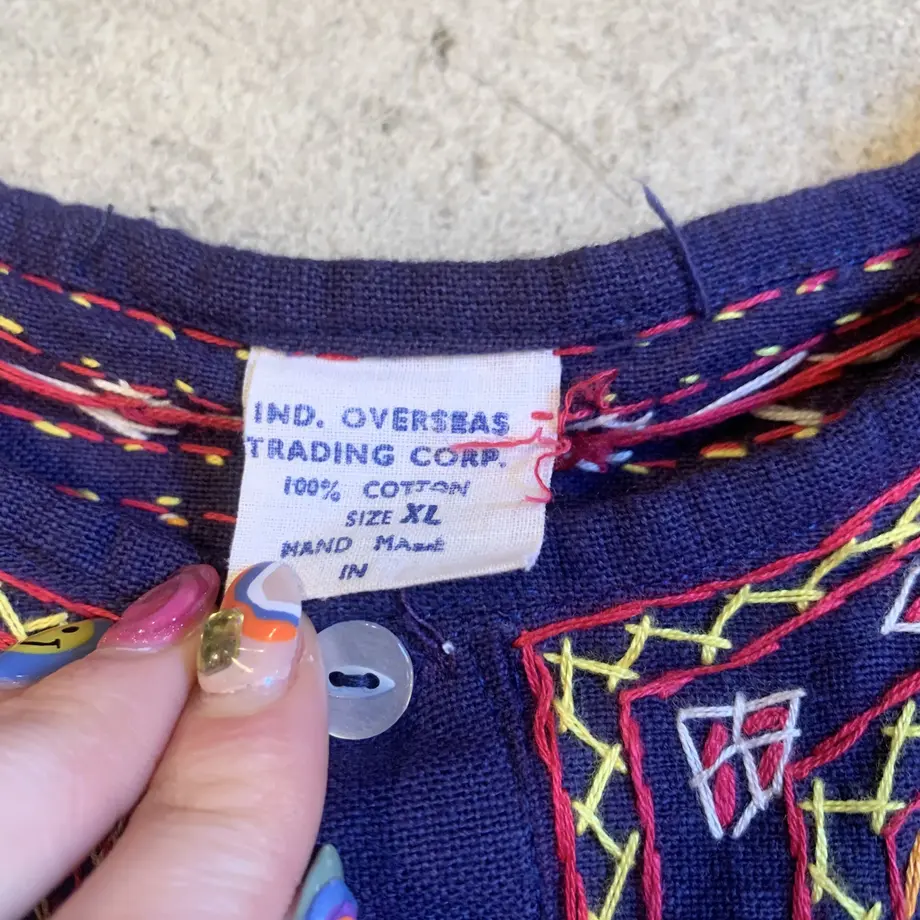 IND. OVERSEAS
TRADING CORP.
100% COTTON
SIZE XL
HAND MADE
IN